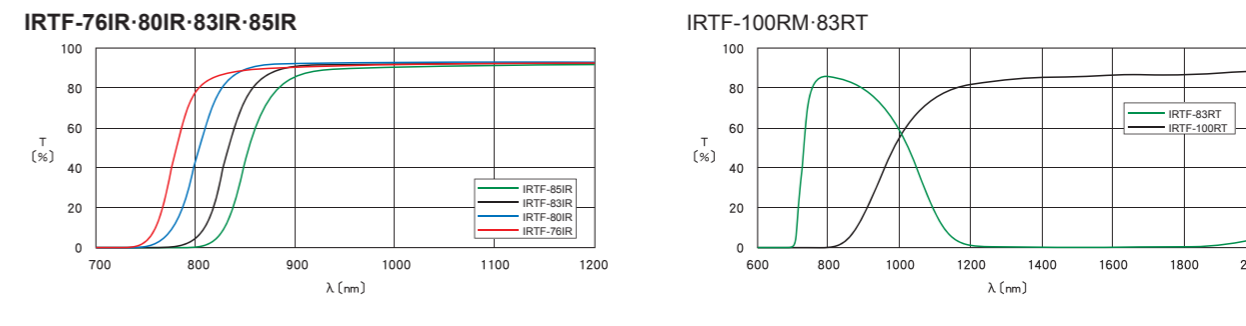 IRTF-76IR·80IR·83IR·85IR
100
80
60
40
20
0
T
〔%〕
700
800
900
1000
1100
1200
λ〔nm〕
IRTF-85IR
IRTF-83IR
IRTF-80IR
IRTF-76IR
IRTF-100RM·83RT
100
80
60
40
20
0
T
〔%〕
600
800
1000
1200
1400
1600
1800
2
λ〔nm〕
IRTF-83RT
IRTF-100RT